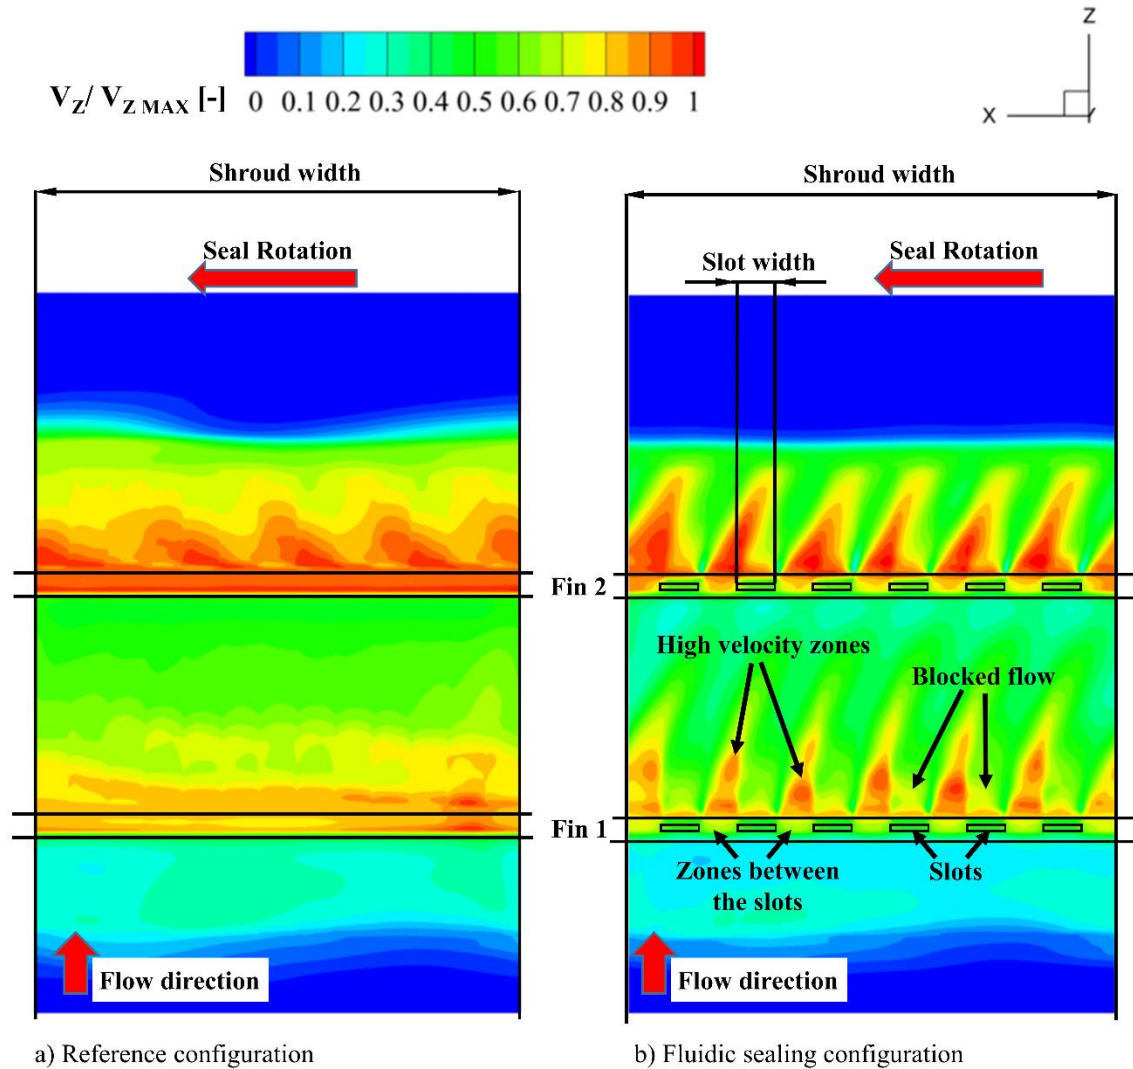 Z
X
Y
V_Z/ V_Z MAX [-]
0 0.1 0.2 0.3 0.4 0.5 0.6 0.7 0.8 0.9 1
Shroud width
Seal Rotation
Shroud width
Slot width
Seal Rotation
Fin 2
High velocity zones
Blocked flow
Fin 1
Zones between
the slots
Slots
Flow direction
Flow direction
a) Reference configuration
b) Fluidic sealing configuration